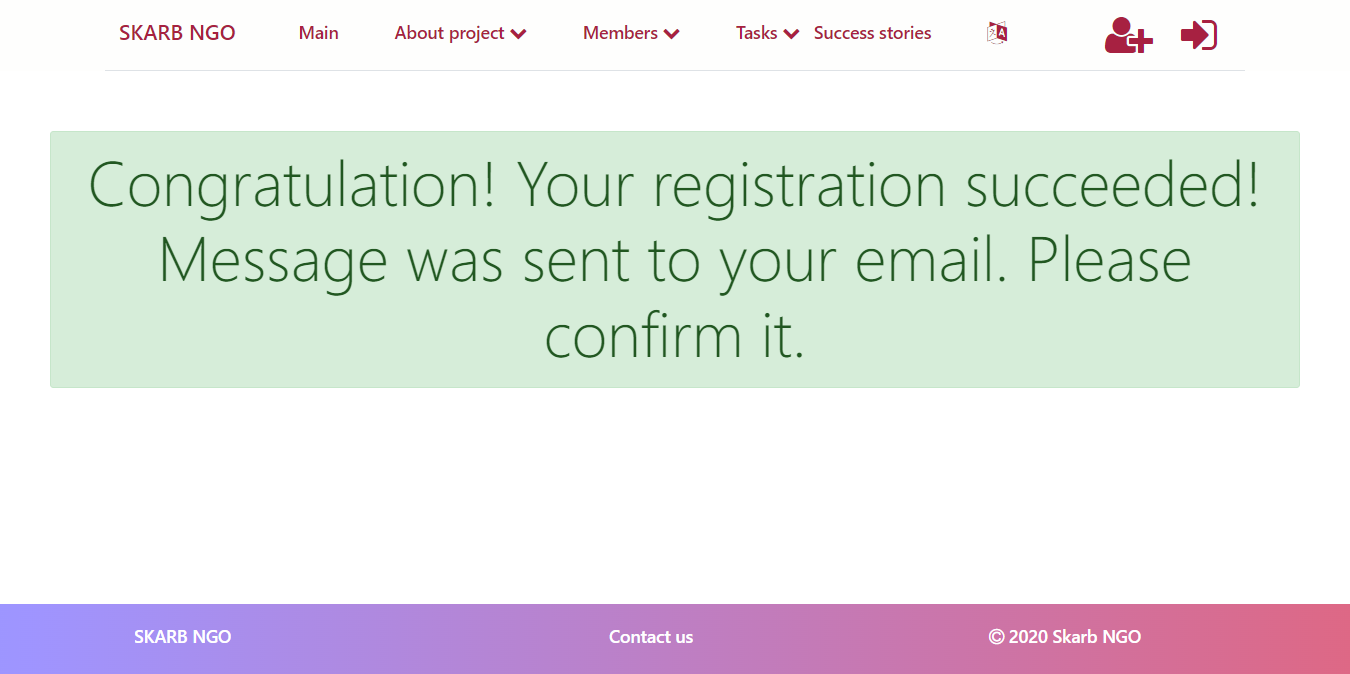 SKARB NGO Main About project Members Tasks Success stories
Congratulation! Your registration succeeded!
Message was sent to your email. Please
confirm it.
SKARB NGO Contact us © 2020 Skarb NGO